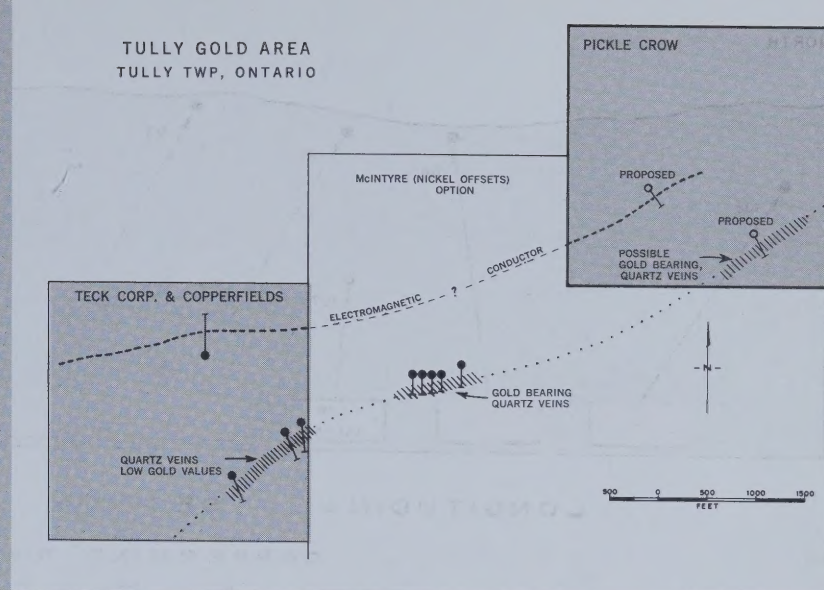 TULLY GOLD AREA
TULLY TWP, ONTARIO
PICKLE CROW
McINTYRE (NICKEL OFFSETS)
OPTION
PROPOSED
PROPOSED
POSSIBLE
GOLD BEARING,
QUARTZ VEINS
TECK CORP. & COPPERFIELDS
ELECTROMAGNETIC ? CONDUCTOR
-N-
GOLD BEARING
QUARTZ VEINS
QUARTZ VEINS
LOW GOLD VALUES
500 0 500 1000 1500
FEET